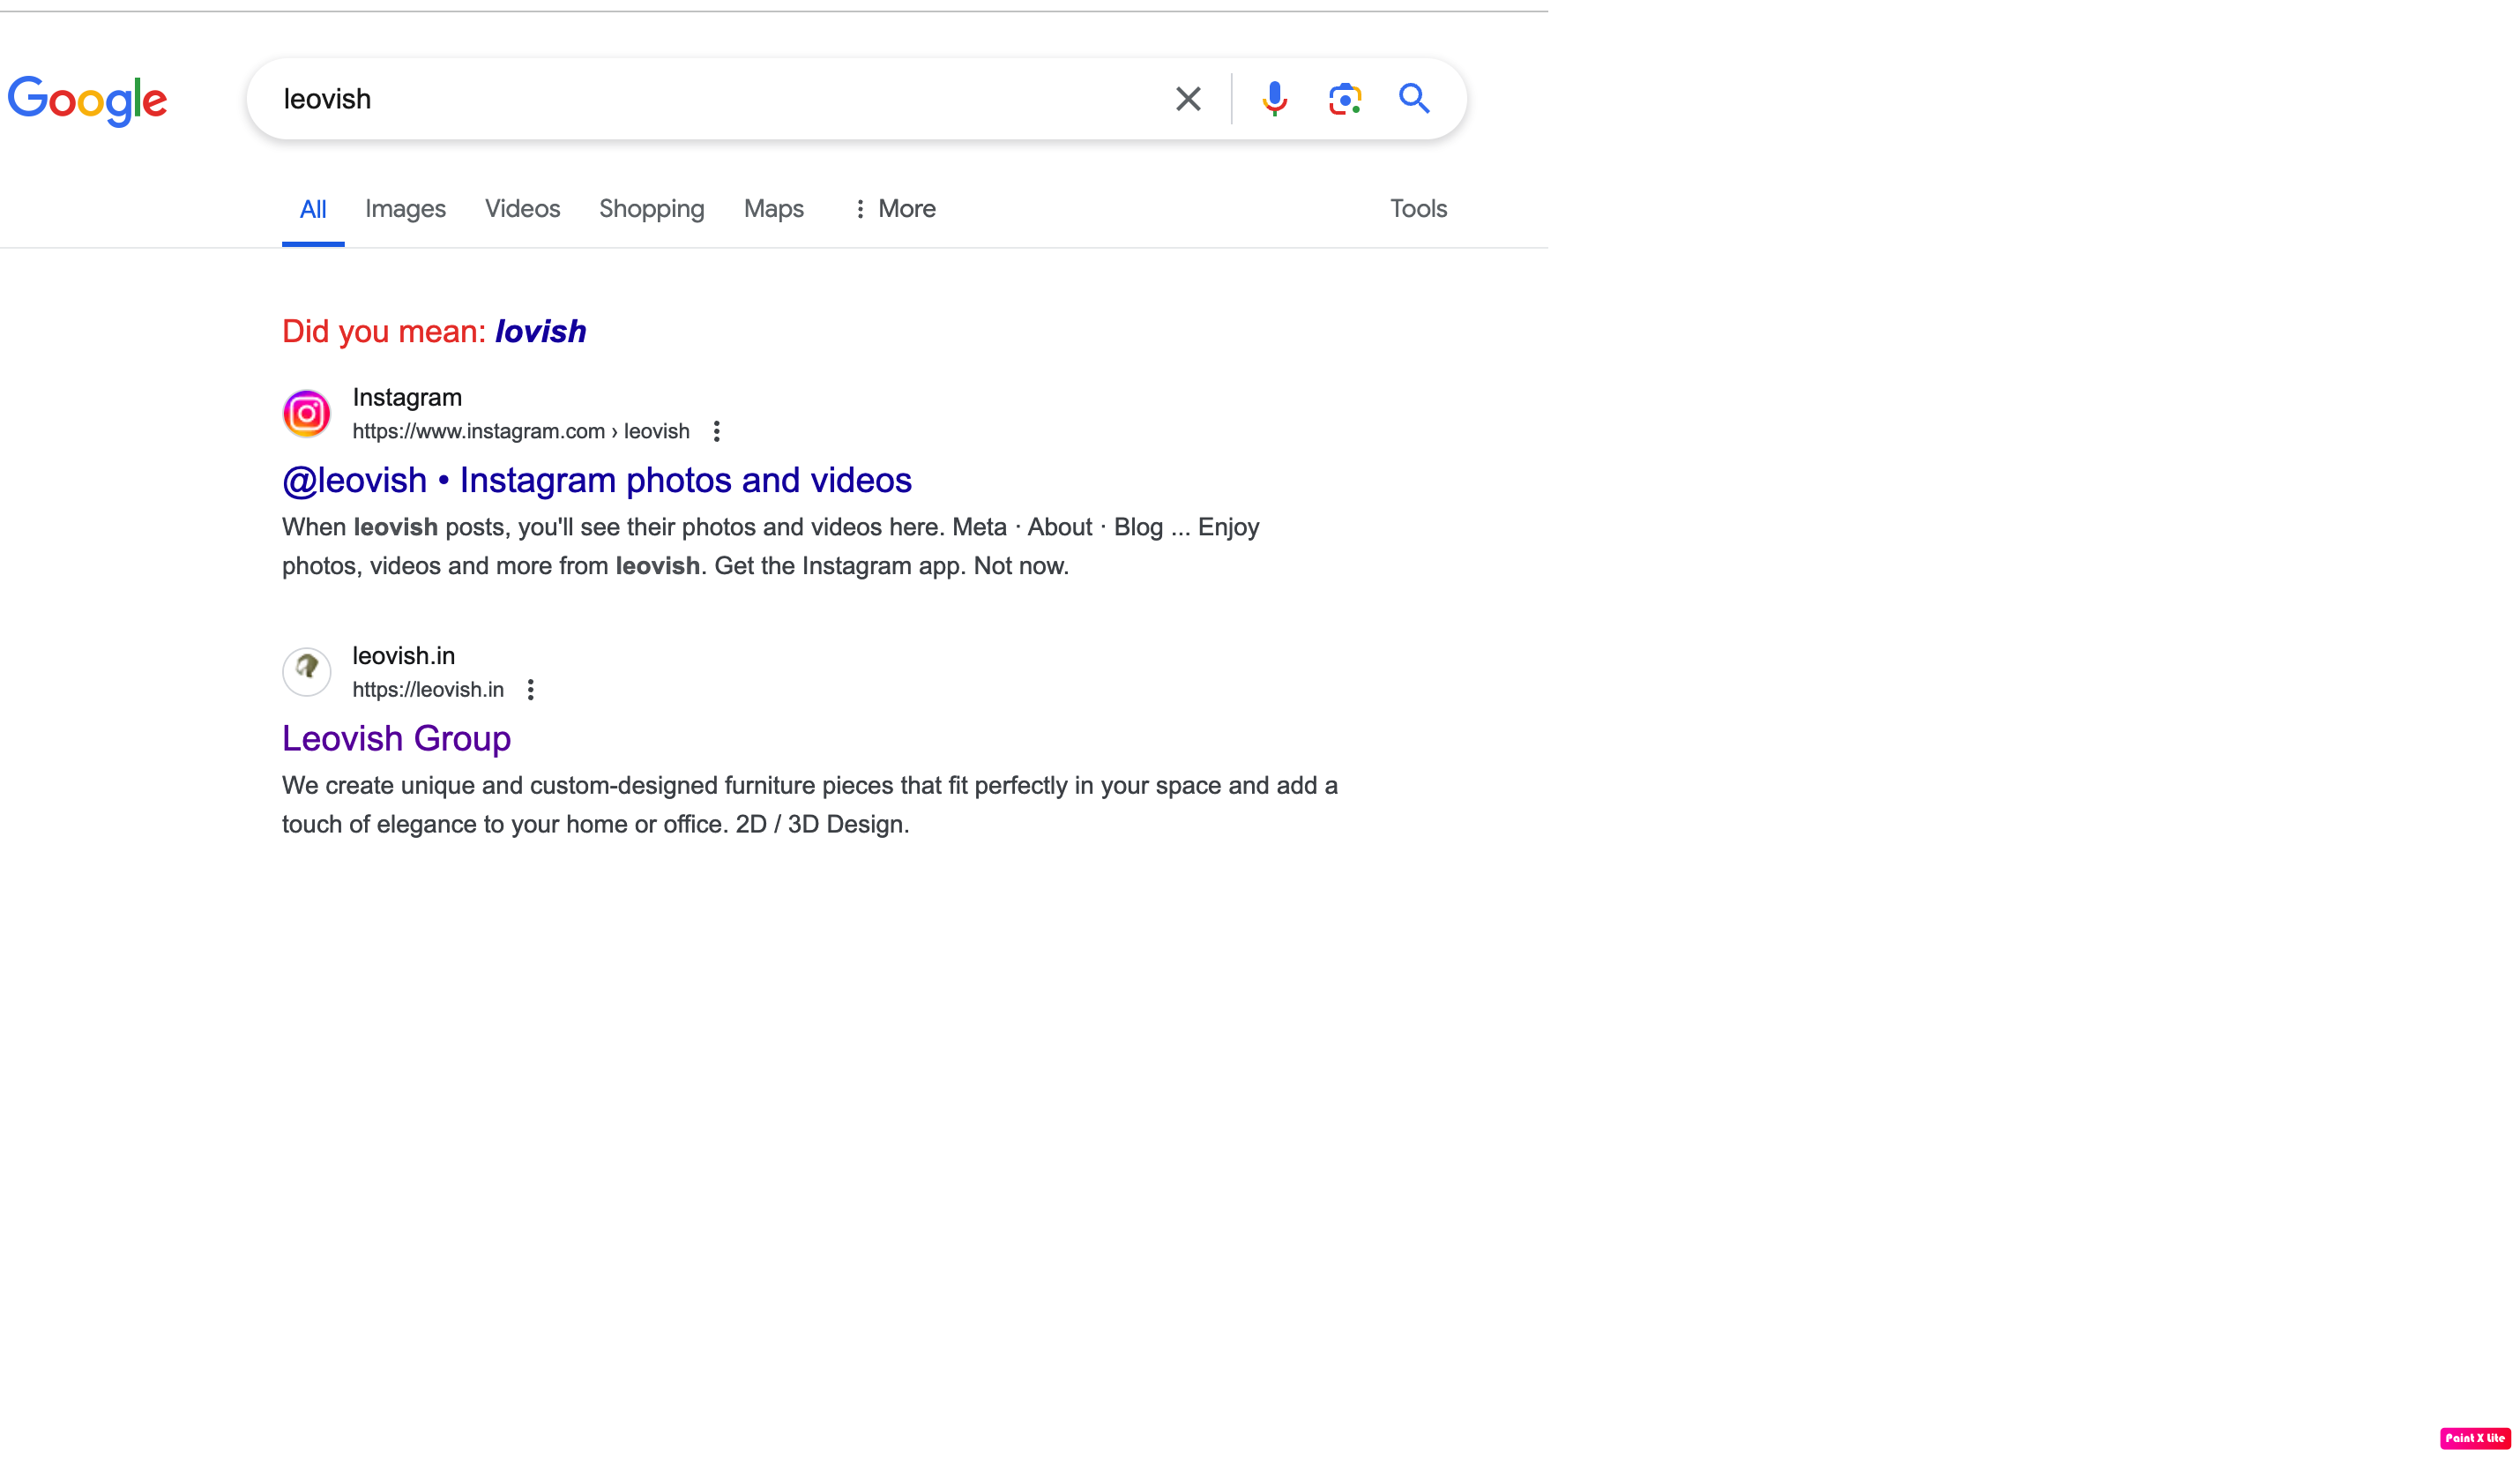 Google
leovish
All Images Videos Shopping Maps More Tools
Did you mean: lovish
Instagram
https://www.instagram.com › leovish
@leovish • Instagram photos and videos
When leovish posts, you'll see their photos and videos here. Meta · About · Blog ... Enjoy
photos, videos and more from leovish. Get the Instagram app. Not now.
leovish.in
https://leovish.in
Leovish Group
We create unique and custom-designed furniture pieces that fit perfectly in your space and add a
touch of elegance to your home or office. 2D / 3D Design.
Paint X Lite